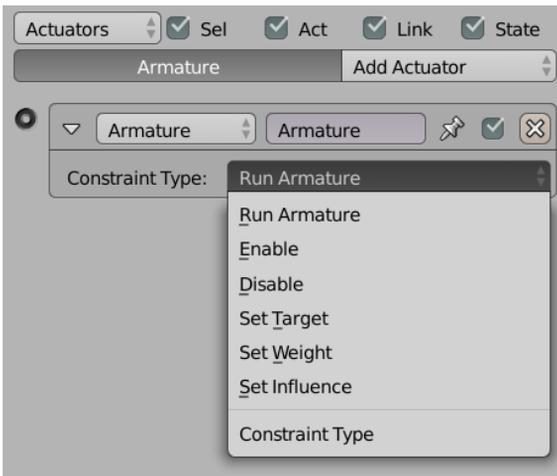 Actuators Sel Act Link State
Armature Add Actuator
Armature Armature
Constraint Type: Run Armature
Run Armature
Enable
Disable
Set Target
Set Weight
Set Influence
Constraint Type